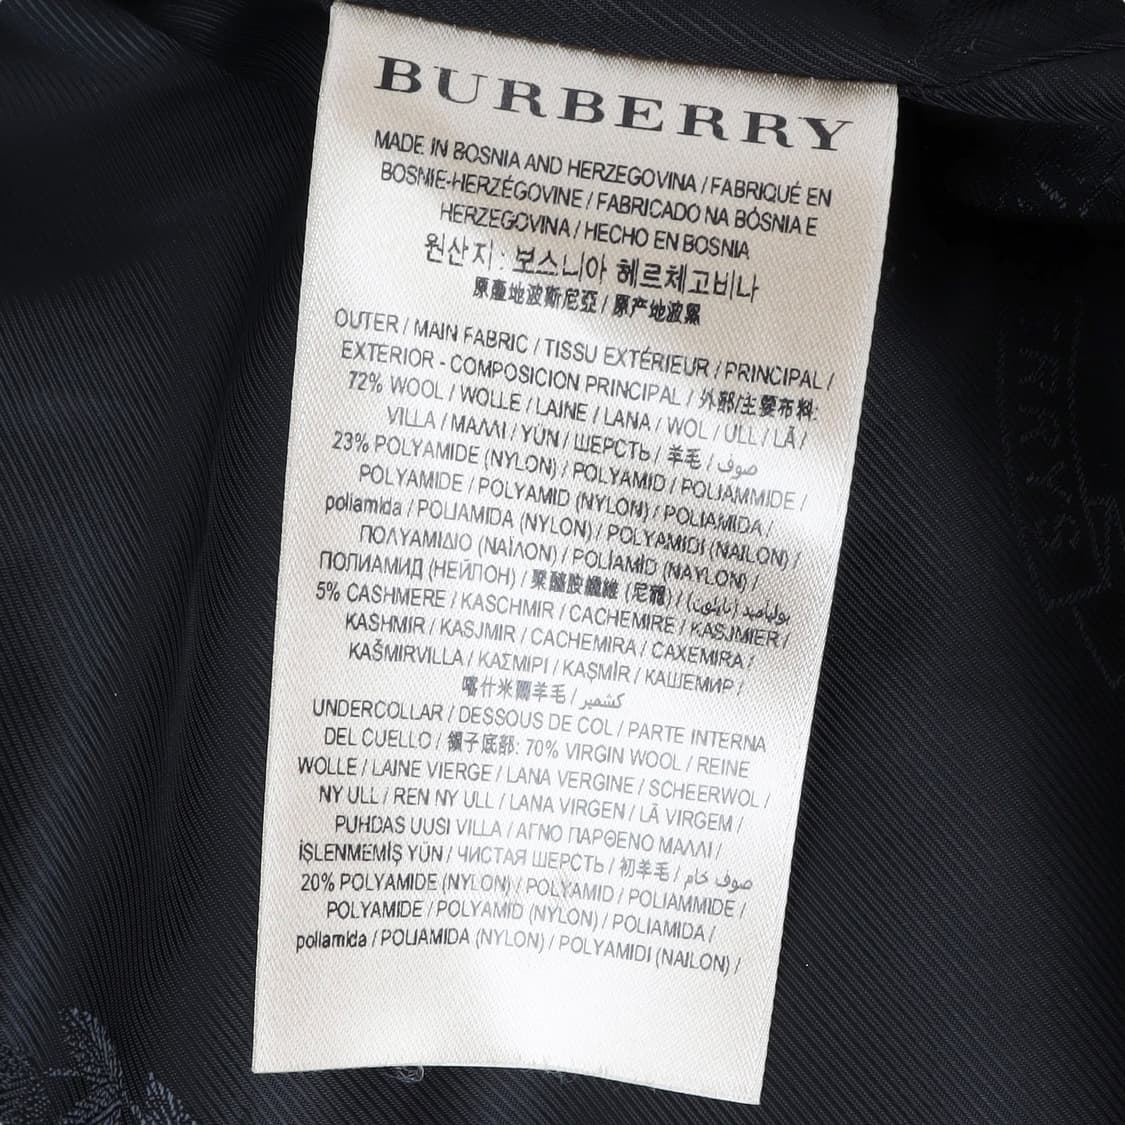 BURBERRY
MADE IN BOSNIA AND HERZEGOVINA / FABRIQUÉ EN
BOSNIE-HERZÉGOVINE / FABRICADO NA BÓSNIA E
HERZEGOVINA / HECHO EN BOSNIA
원산지: 보스니아 헤르체고비나
原產地波斯尼亞 / 原产地波黑
OUTER / MAIN FABRIC / TISSU EXTÉRIEUR / PRINCIPAL /
EXTERIOR - COMPOSICION PRINCIPAL / 外部/主要布料:
72% WOOL / WOLLE / LAINE / LANA / WOL / ULL / LÃ /
VILLA / ΜΑΛΛΙ / YÜN / ШЕРСТЬ / 羊毛 / صوف
23% POLYAMIDE (NYLON) / POLYAMID / POLIAMMIDE /
POLYAMIDE / POLYAMID (NYLON) / POLIAMIDA /
poliamida / POLIAMIDA (NYLON) / POLYAMIDI (NAILON) /
ΠΟΛΥΑΜΙΔΙΟ (ΝΑΪΛΟΝ) / POLİAMİD (NAYLON) /
ПОЛИАМИД (НЕЙЛОН) / 聚醯胺纖維 (尼龍) / بولياميد (نايلون)
5% CASHMERE / KASCHMIR / CACHEMIRE / KASJMIER /
KASHMIR / KASJMIR / CACHEMIRA / CAXEMIRA /
KAŠMIRVILLA / ΚΑΣΜΙΡΙ / KAŞMİR / КАШЕМИР /
喀什米爾羊毛 / كشمير
UNDERCOLLAR / DESSOUS DE COL / PARTE INTERNA
DEL CUELLO / 領子底部: 70% VIRGIN WOOL / REINE
WOLLE / LAINE VIERGE / LANA VERGINE / SCHEERWOL /
NY ULL / REN NY ULL / LANA VIRGEN / LÃ VIRGEM /
PUHDAS UUSI VILLA / ΑΓΝΟ ΠΑΡΘΕΝΟ ΜΑΛΛΙ /
İŞLENMEMİŞ YÜN / ЧИСТАЯ ШЕРСТЬ / 初羊毛 / صوف خام
20% POLYAMIDE (NYLON) / POLYAMID / POLIAMMIDE /
POLYAMIDE / POLYAMID (NYLON) / POLIAMIDA /
poliamida / POLIAMIDA (NYLON) / POLYAMIDI (NAILON) /